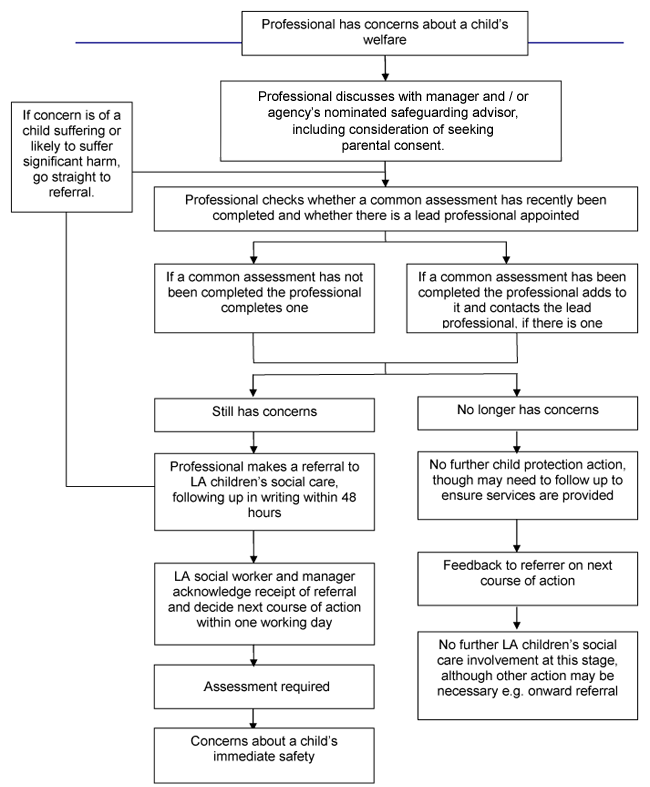 Professional has concerns about a child's
welfare
Professional discusses with manager and / or
agency's nominated safeguarding advisor,
including consideration of seeking
parental consent.
If concern is of a
child suffering or
likely to suffer
significant harm,
go straight to
referral.
Professional checks whether a common assessment has recently been
completed and whether there is a lead professional appointed
If a common assessment has not
been completed the professional
completes one
If a common assessment has been
completed the professional adds to
it and contacts the lead
professional, if there is one
Still has concerns
No longer has concerns
Professional makes a referral to
LA children's social care,
following up in writing within 48
hours
No further child protection action,
though may need to follow up to
ensure services are provided
LA social worker and manager
acknowledge receipt of referral
and decide next course of action
within one working day
Feedback to referrer on next
course of action
No further LA children's social
care involvement at this stage,
although other action may be
necessary e.g. onward referral
Assessment required
Concerns about a child's
immediate safety